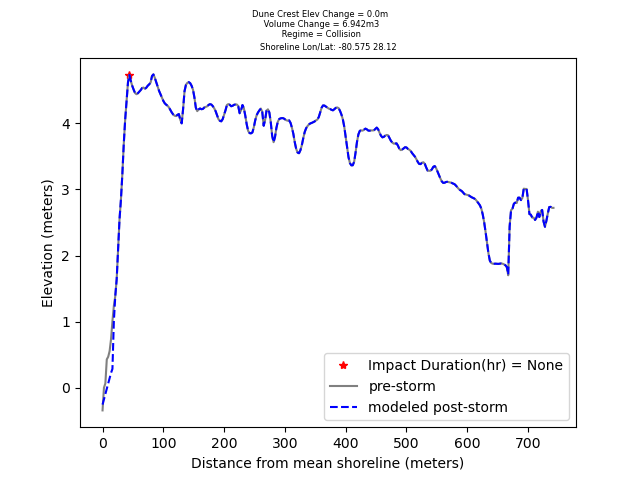 Dune Crest Elev Change = 0.0m
Volume Change = 6.942m3
Regime = Collision
Shoreline Lon/Lat: -80.575 28.12
Elevation (meters)
4
3
2
1
0
Impact Duration(hr) = None
pre-storm
modeled post-storm
0 100 200 300 400 500 600 700
Distance from mean shoreline (meters)